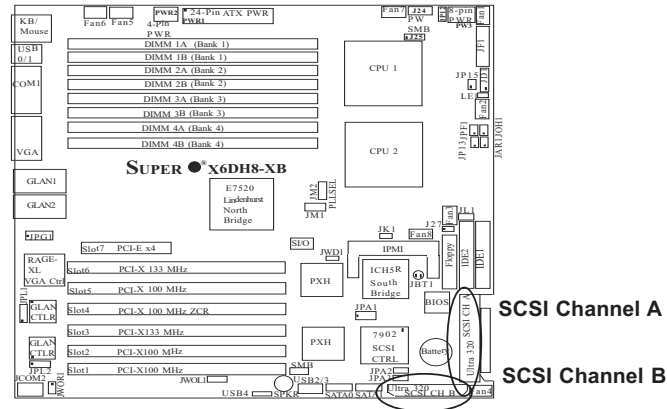 KB/
Mouse
USB
0/1
COM1
VGA
GLAN1
GLAN2
Fan6
Fan5
4-Pin
PWR
PWR2
24-Pin ATX PWR
PWR1
DIMM 1A (Bank 1)
DIMM 1B (Bank 1)
DIMM 2A (Bank 2)
DIMM 2B (Bank 2)
DIMM 3A (Bank 3)
DIMM 3B (Bank 3)
DIMM 4A (Bank 4)
DIMM 4B (Bank 4)
SUPER ●® X6DH8-XB
Fan7
J24
PW
SMB
J25
8-pin
PWR
PW3
Fan1
JF1
JP15
JD1
LE
Fan2
JP13
JPF1
JAR1
JOH1
CPU 1
CPU 2
E7520
Lindenhurst
North
Bridge
JM2
PLLSEL
JM1
JPG1
RAGE-
XL
VGA Ctrl
JPL1
GLAN
CTLR
GLAN
CTLR
JPL2
JCOM2
JWOR1
Slot7 PCI-E x4
Slot6 PCI-X 133 MHz
Slot5 PCI-X 100 MHz
Slot4 PCI-X 100 MHz ZCR
Slot3 PCI-X133 MHz
Slot2 PCI-X100 MHz
Slot1 PCI-X100 MHz
SI/O
JWD1
PXH
PXH
JK1
Fan8
J27
Fan3
JL1
IPMI
ICH5R
South
Bridge
JBT1
Floppy
IDE2
IDE1
BIOS
JPA1
7902
SCSI
CTRL
Battery
Ultra 320 SCSI CH A
SCSI Channel A
SCSI Channel B
JWOL1
SMB
USB4
SPKR
USB2/3
SATA0
SATA1
JPA2
JPA3
Ultra 320
SCSI CH B
Fan4